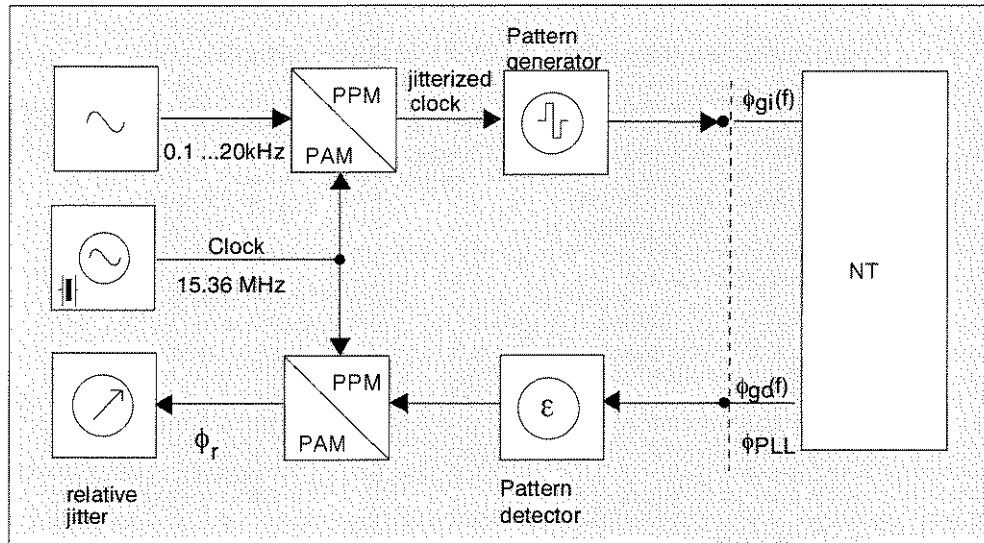 Pattern
generator
jitterized
clock
PPM
PAM
0.1 ...20kHz
ϕgi(f)
Clock
15.36 MHz
NT
PPM
PAM
ε
ϕgd(f)
ϕPLL
ϕr
relative
jitter
Pattern
detector